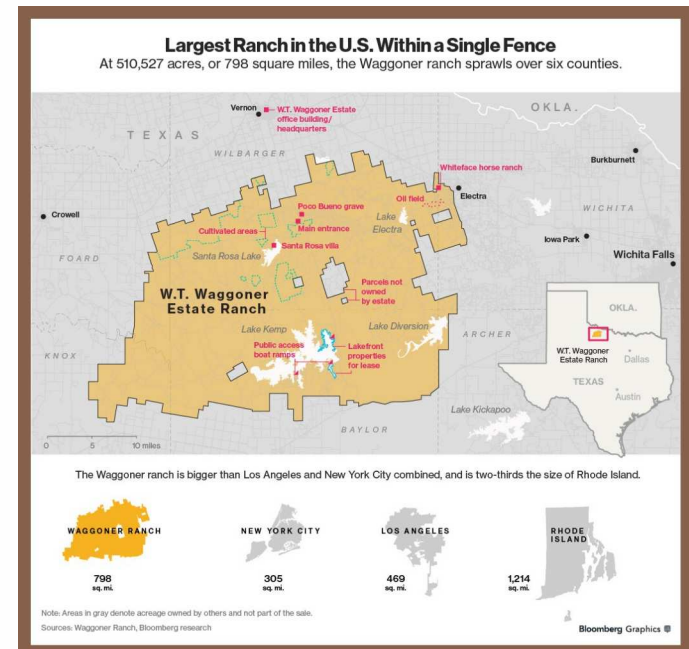 Largest Ranch in the U.S. Within a Single Fence
At 510,527 acres, or 798 square miles, the Waggoner ranch sprawls over six counties.
Vernon
W.T. Waggoner Estate
office building/
headquarters
OKLA.
TEXAS
WILBARGER
Burkburnett
Whiteface horse ranch
Oil field
Electra
Crowell
Poco Bueno grave
Lake
Electra
WICHITA
Cultivated areas
Main entrance
Iowa Park
Santa Rosa villa
Santa Rosa Lake
FOARD
Wichita Falls
Parcels not
owned
by estate
W.T. Waggoner
Estate Ranch
OKLA.
Lake Kemp
Lake Diversion
ARCHER
Public access
boat ramps
Lakefront
properties
for lease
KNOX
W.T. Waggoner
Estate Ranch
Dallas
TEXAS
Austin
Lake Kickapoo
BAYLOR
0 5 10 miles
The Waggoner ranch is bigger than Los Angeles and New York City combined, and is two-thirds the size of Rhode Island.
WAGGONER RANCH
NEW YORK CITY
LOS ANGELES
RHODE
ISLAND
798
sq. mi.
305
sq. mi.
469
sq. mi.
1,214
sq. mi.
Note: Areas in gray denote acreage owned by others and not part of the sale.
Sources: Waggoner Ranch, Bloomberg research
Bloomberg Graphics